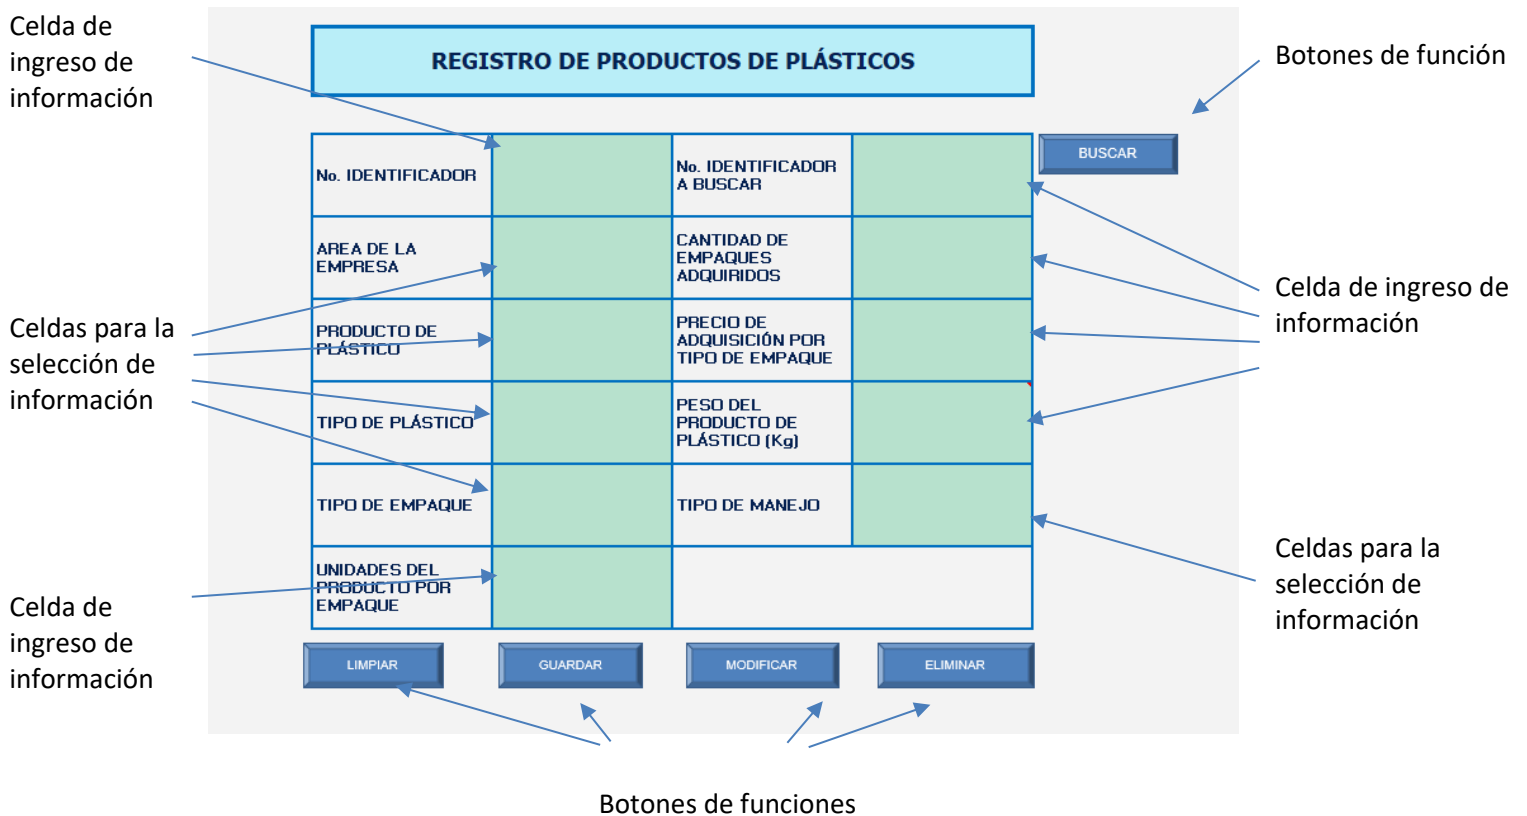 Celda de
ingreso de
información
REGISTRO DE PRODUCTOS DE PLÁSTICOS
Botones de función
No. IDENTIFICADOR
No. IDENTIFICADOR
A BUSCAR
BUSCAR
AREA DE LA
EMPRESA
CANTIDAD DE
EMPAQUES
ADQUIRIDOS
Celda de ingreso de
información
Celdas para la
selección de
información
PRODUCTO DE
PLÁSTICO
PRECIO DE
ADQUISICIÓN POR
TIPO DE EMPAQUE
TIPO DE PLÁSTICO
PESO DEL
PRODUCTO DE
PLÁSTICO (Kg)
TIPO DE EMPAQUE
TIPO DE MANEJO
Celdas para la
selección de
información
UNIDADES DEL
PRODUCTO POR
EMPAQUE
Celda de
ingreso de
información
LIMPIAR
GUARDAR
MODIFICAR
ELIMINAR
Botones de funciones